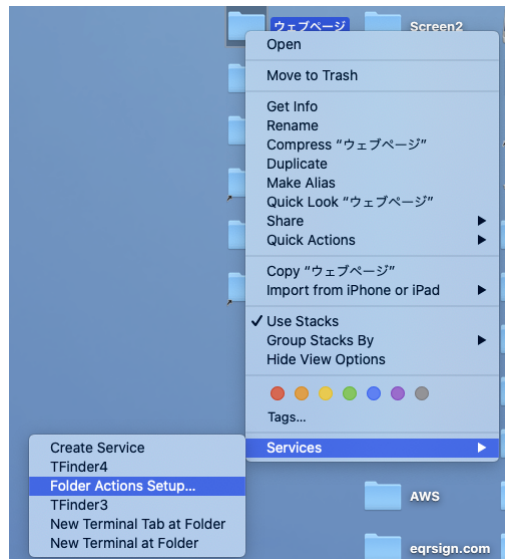 ウェブページ
Screen2
Open
Move to Trash
Get Info
Rename
Compress “ウェブページ”
Duplicate
Make Alias
Quick Look “ウェブページ”
Share
Quick Actions
Copy “ウェブページ”
Import from iPhone or iPad
✓ Use Stacks
Group Stacks By
Hide View Options
Tags...
Services
Create Service
TFinder4
Folder Actions Setup...
TFinder3
New Terminal Tab at Folder
New Terminal at Folder
AWS
eqrsign.com